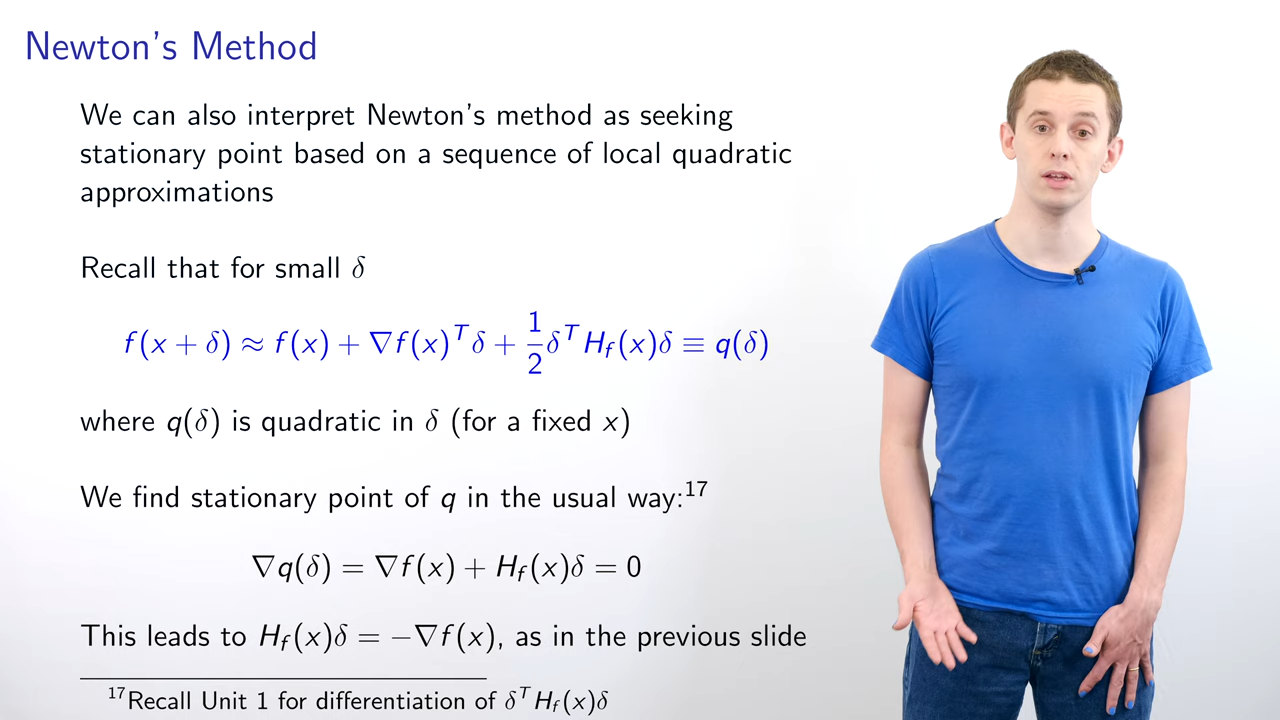 Newton's Method
We can also interpret Newton's method as seeking
stationary point based on a sequence of local quadratic
approximations
Recall that for small δ
f(x + δ) ≈ f(x) + ∇f(x)ᵀδ + 1/2 δᵀH_f(x)δ ≡ q(δ)
where q(δ) is quadratic in δ (for a fixed x)
We find stationary point of q in the usual way:¹⁷
∇q(δ) = ∇f(x) + H_f(x)δ = 0
This leads to H_f(x)δ = −∇f(x), as in the previous slide
¹⁷Recall Unit 1 for differentiation of δᵀH_f(x)δ